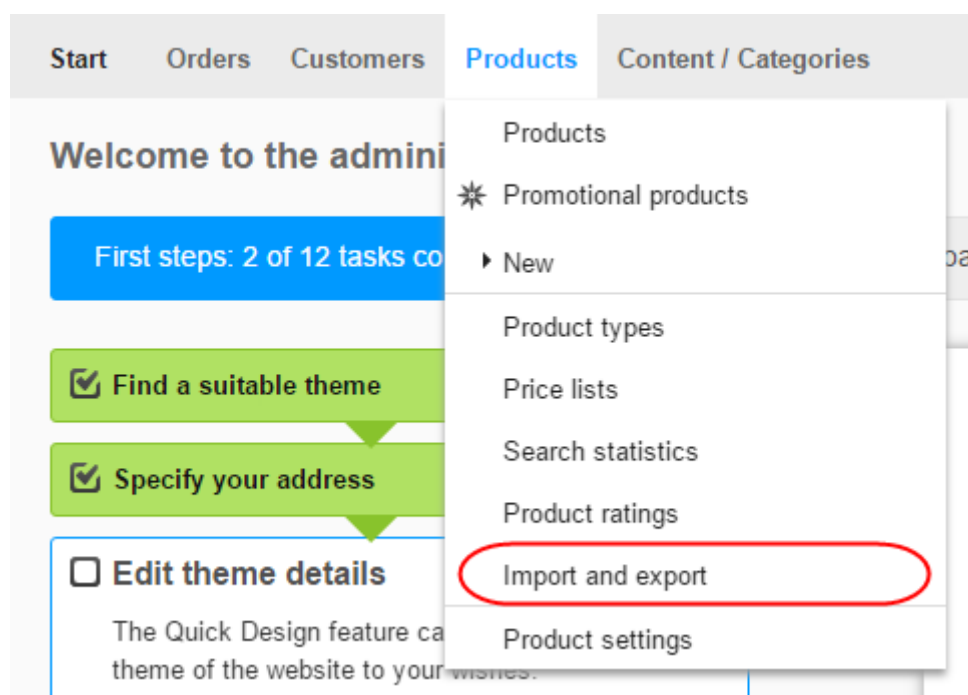 Start Orders Customers Products Content / Categories
Welcome to the admini
First steps: 2 of 12 tasks co
Find a suitable theme
Specify your address
Edit theme details
The Quick Design feature ca
theme of the website to your wishes.
Products
Promotional products
New
Product types
Price lists
Search statistics
Product ratings
Import and export
Product settings